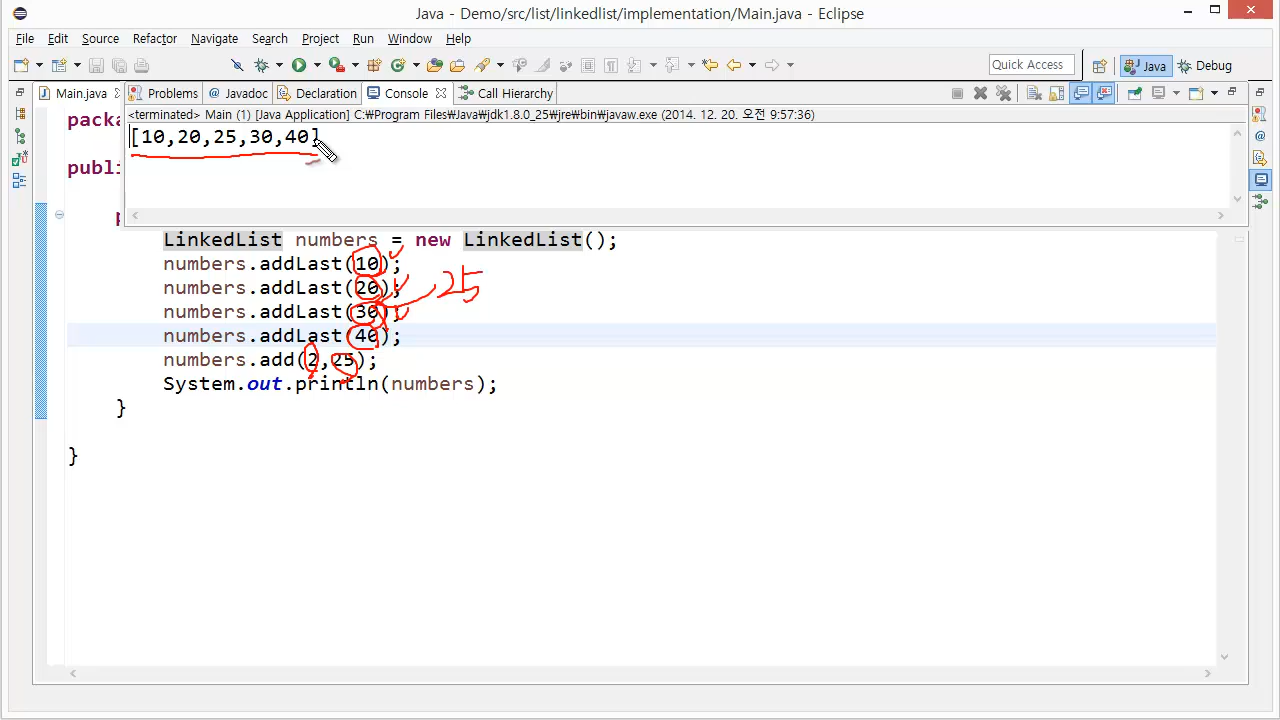 Java - Demo/src/list/linkedlist/implementation/Main.java - Eclipse
File Edit Source Refactor Navigate Search Project Run Window Help
Quick Access Java Debug
Main.java Problems @ Javadoc Declaration Console Call Hierarchy
<terminated> Main (1) [Java Application] C:₩Program Files₩Java₩jdk1.8.0_25₩jre₩bin₩javaw.exe (2014. 12. 20. 오전 9:57:36)
packa
[10,20,25,30,40]
publi
p
LinkedList numbers = new LinkedList();
numbers.addLast(10);
numbers.addLast(20);
25
numbers.addLast(30);
numbers.addLast(40);
numbers.add(2,25);
System.out.println(numbers);
}
}